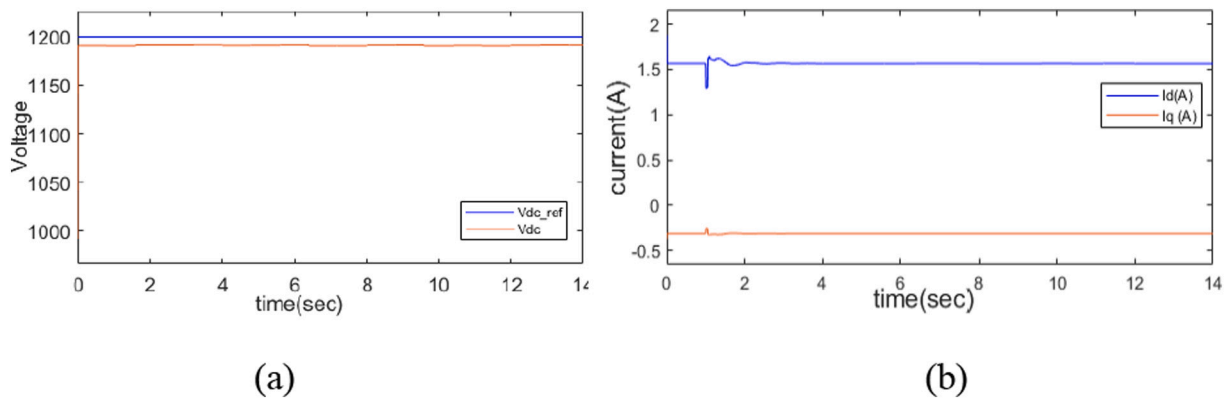 1200
1150
1100
1050
1000
Voltage
Vdc_ref
Vdc
0 2 4 6 8 10 12 14
time(sec)
(a)
2
1.5
1
0.5
0
-0.5
current(A)
Id(A)
Iq (A)
0 2 4 6 8 10 12 14
time(sec)
(b)